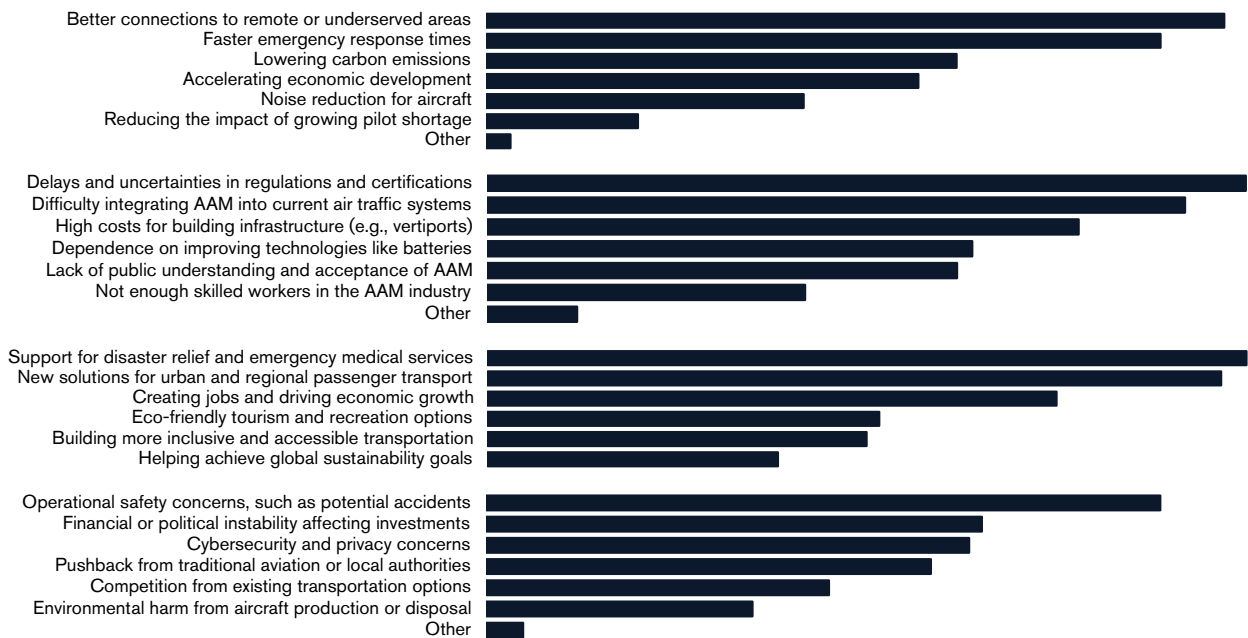 Better connections to remote or underserved areas
Faster emergency response times
Lowering carbon emissions
Accelerating economic development
Noise reduction for aircraft
Reducing the impact of growing pilot shortage
Other
Delays and uncertainties in regulations and certifications
Difficulty integrating AAM into current air traffic systems
High costs for building infrastructure (e.g., vertiports)
Dependence on improving technologies like batteries
Lack of public understanding and acceptance of AAM
Not enough skilled workers in the AAM industry
Other
Support for disaster relief and emergency medical services
New solutions for urban and regional passenger transport
Creating jobs and driving economic growth
Eco-friendly tourism and recreation options
Building more inclusive and accessible transportation
Helping achieve global sustainability goals
Operational safety concerns, such as potential accidents
Financial or political instability affecting investments
Cybersecurity and privacy concerns
Pushback from traditional aviation or local authorities
Competition from existing transportation options
Environmental harm from aircraft production or disposal
Other